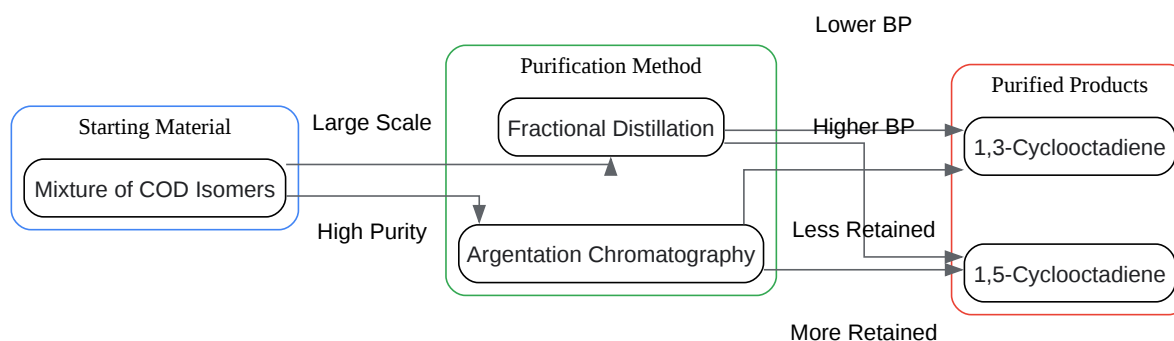 Lower BP
Purification Method
Purified Products
Starting Material
Large Scale
Fractional Distillation
Higher BP
1,3-Cyclooctadiene
Mixture of COD Isomers
High Purity
Less Retained
Argentation Chromatography
1,5-Cyclooctadiene
More Retained